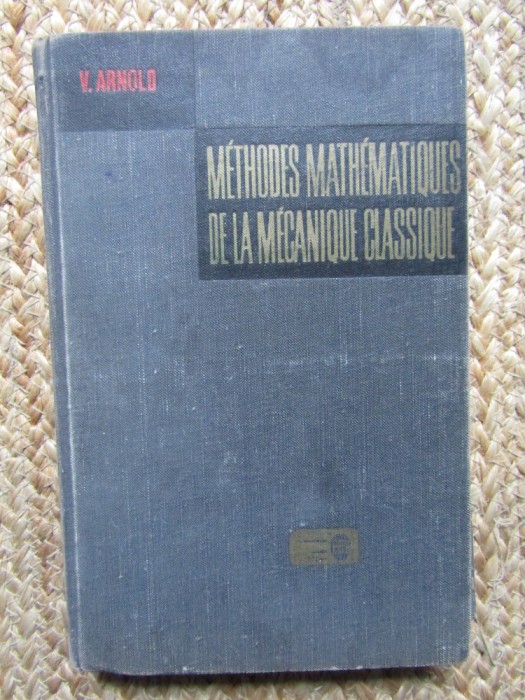 V. ARNOLD
MÉTHODES MATHÉMATiQUES
DE LA MÉCANIQUE CLASSIQUE